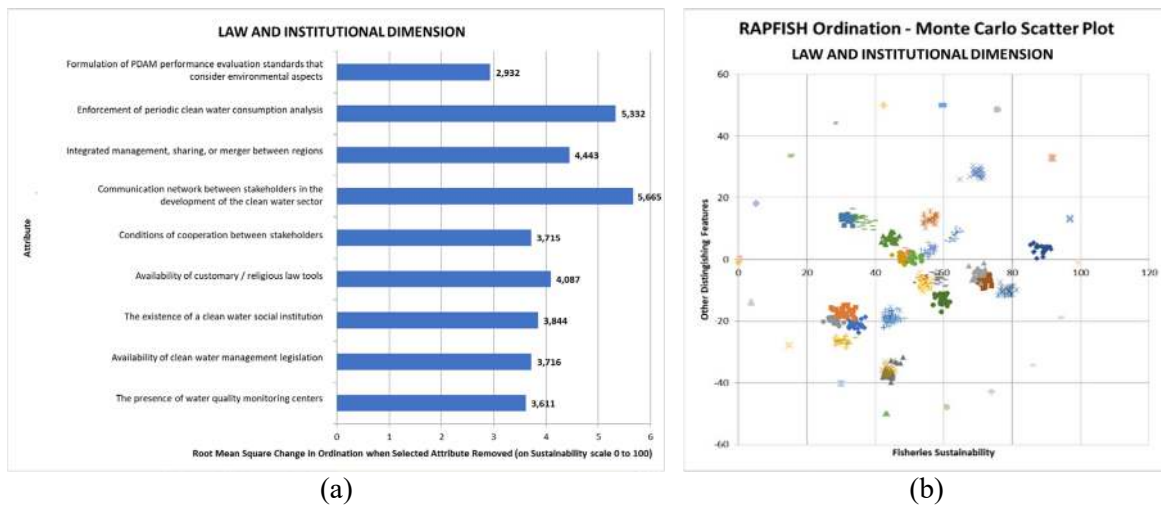 LAW AND INSTITUTIONAL DIMENSION
Formulation of PDAM performance evaluation standards that
consider environmental aspects
2,932
Enforcement of periodic clean water consumption analysis
5,332
Integrated management, sharing, or merger between regions
4,443
Communication network between stakeholders in the
development of the clean water sector
5,665
Conditions of cooperation between stakeholders
3,715
Availability of customary / religious law tools
4,087
The existence of a clean water social institution
3,844
Availability of clean water management legislation
3,716
The presence of water quality monitoring centers
3,611
Attribute
0 1 2 3 4 5 6
Root Mean Square Change in Ordination when Selected Attribute Removed (on Sustainability scale 0 to 100)
(a)
RAPFISH Ordination - Monte Carlo Scatter Plot
LAW AND INSTITUTIONAL DIMENSION
Other Distingishing Features
60
40
20
0
-20
-40
-60
0 20 40 60 80 100 120
Fisheries Sustainability
(b)